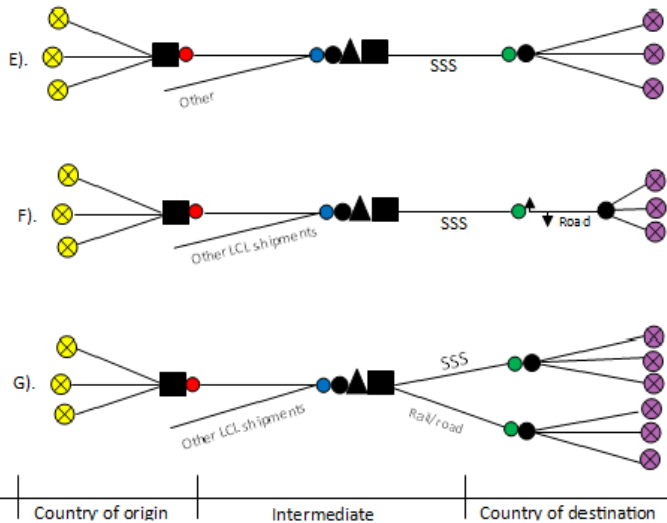 E).
SSS
Other
F).
Other LCL shipments
SSS
Road
G).
SSS
Other LCL shipments
Rail/road
Country of origin
Intermediate
Country of destination